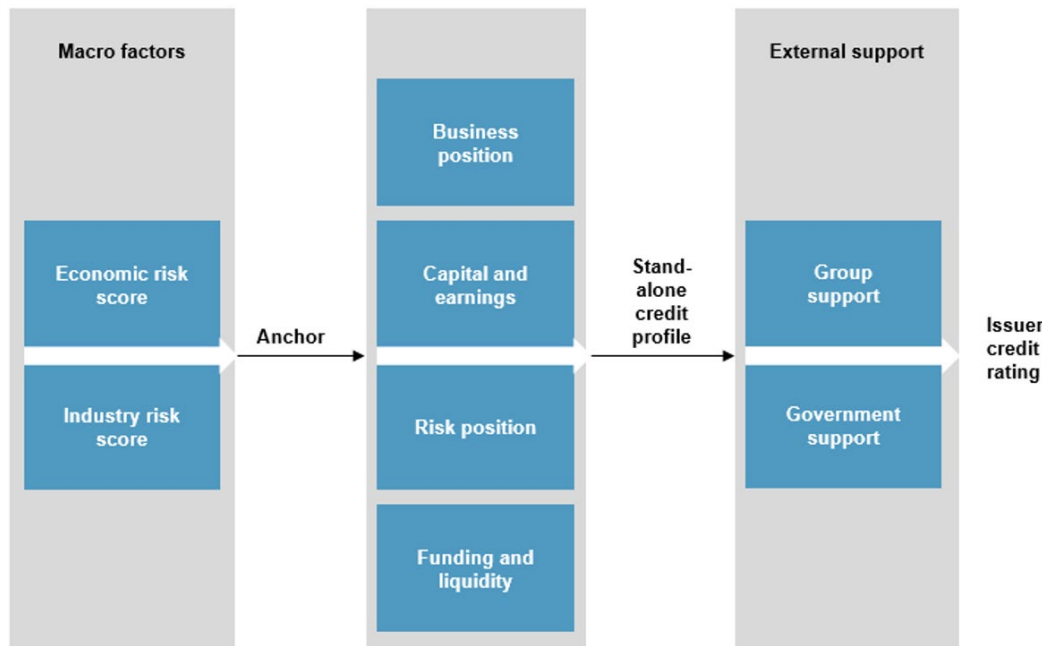 Macro factors
Economic risk
score
Industry risk
score
Anchor
Business
position
Capital and
earnings
Risk position
Funding and
liquidity
Stand-
alone
credit
profile
External support
Group
support
Government
support
Issuer
credit
rating